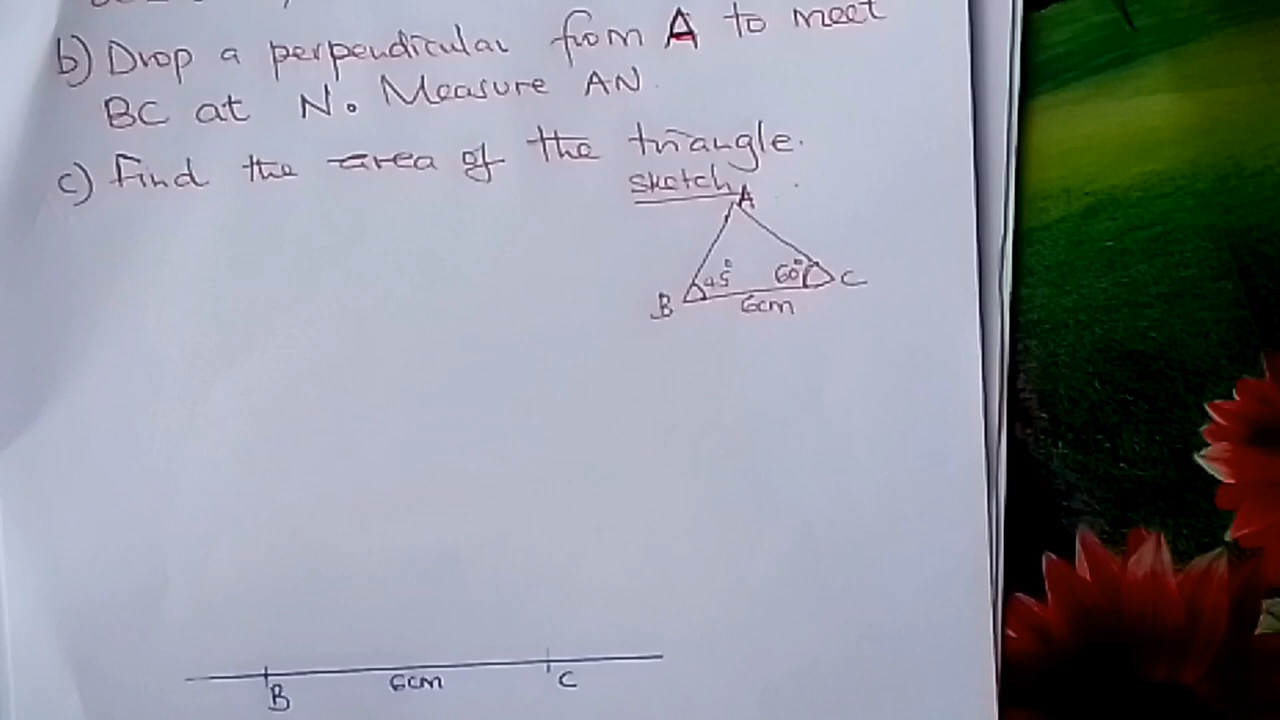 b) Drop a perpendicular from A to meet
BC at N. Measure AN.
c) Find the area of the triangle.
sketch
A
45° 60° C
B 6cm
B 6cm C